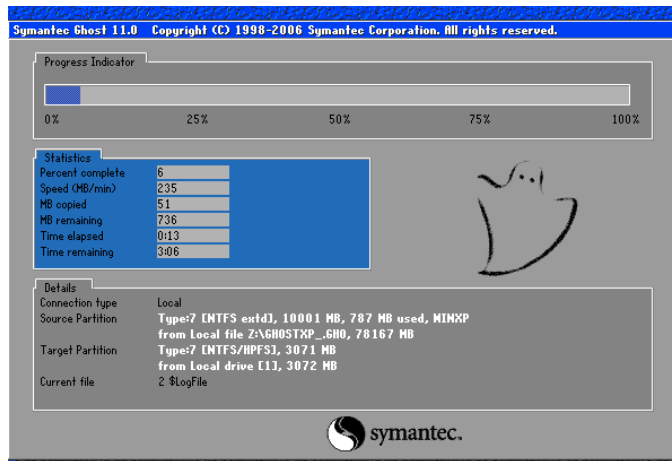 Symantec Ghost 11.0 Copyright (C) 1998-2006 Symantec Corporation. All rights reserved.
Progress Indicator
0% 25% 50% 75% 100%
Statistics
Percent complete 6
Speed (MB/min) 235
MB copied 51
MB remaining 736
Time elapsed 0:13
Time remaining 3:06
Details
Connection type Local
Source Partition Type:7 [NTFS extd], 10001 MB, 787 MB used, WINXP
from Local file Z:\GHOSTXP_.GHO, 78167 MB
Target Partition Type:7 [NTFS/HPFS], 3071 MB
from Local drive [1], 3072 MB
Current file 2 $LogFile
symantec.